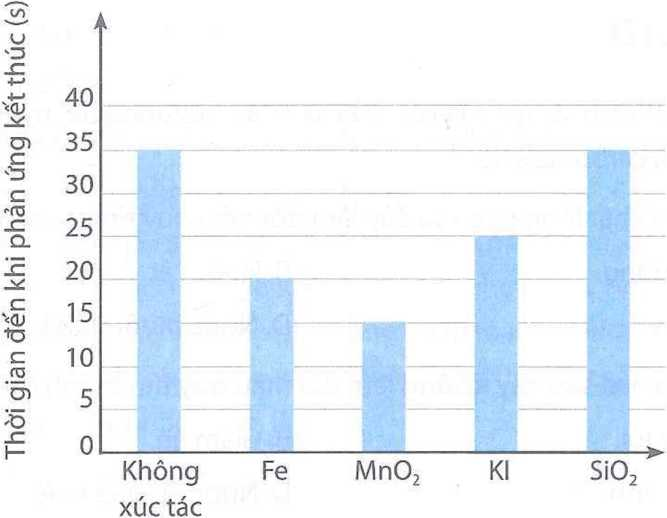 Thời gian đến khi phản ứng kết thúc (s)
40
35
30
25
20
15
10
5
0
Không
xúc tác
Fe
MnO₂
KI
SiO₂